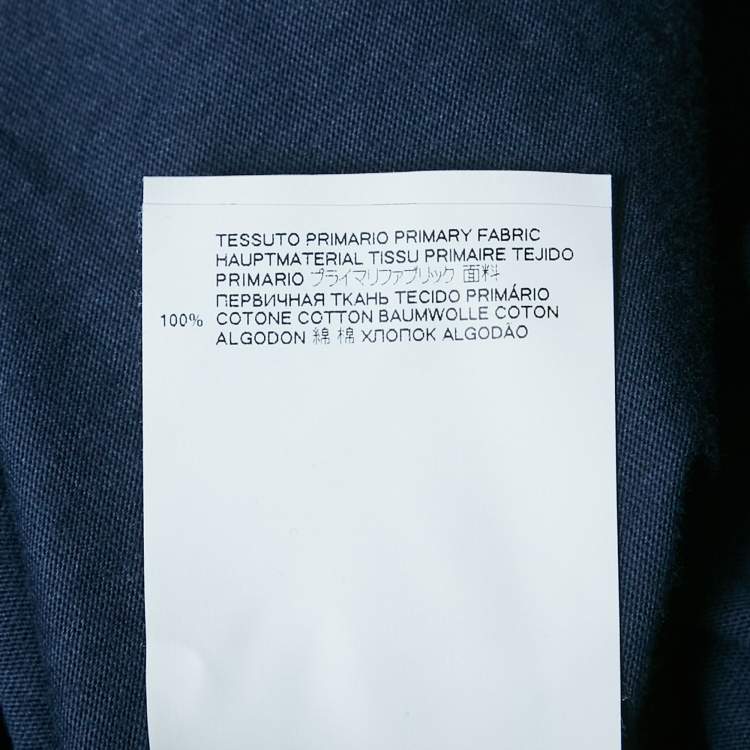 TESSUTO PRIMARIO PRIMARY FABRIC
HAUPTMATERIAL TISSU PRIMAIRE TEJIDO
PRIMARIO プライマリファブリック 面料
ПЕРВИЧНАЯ ТКАНЬ TECIDO PRIMÁRIO
100% COTONE COTTON BAUMWOLLE COTON
ALGODON 綿 棉 ХЛОПОК ALGODÃO